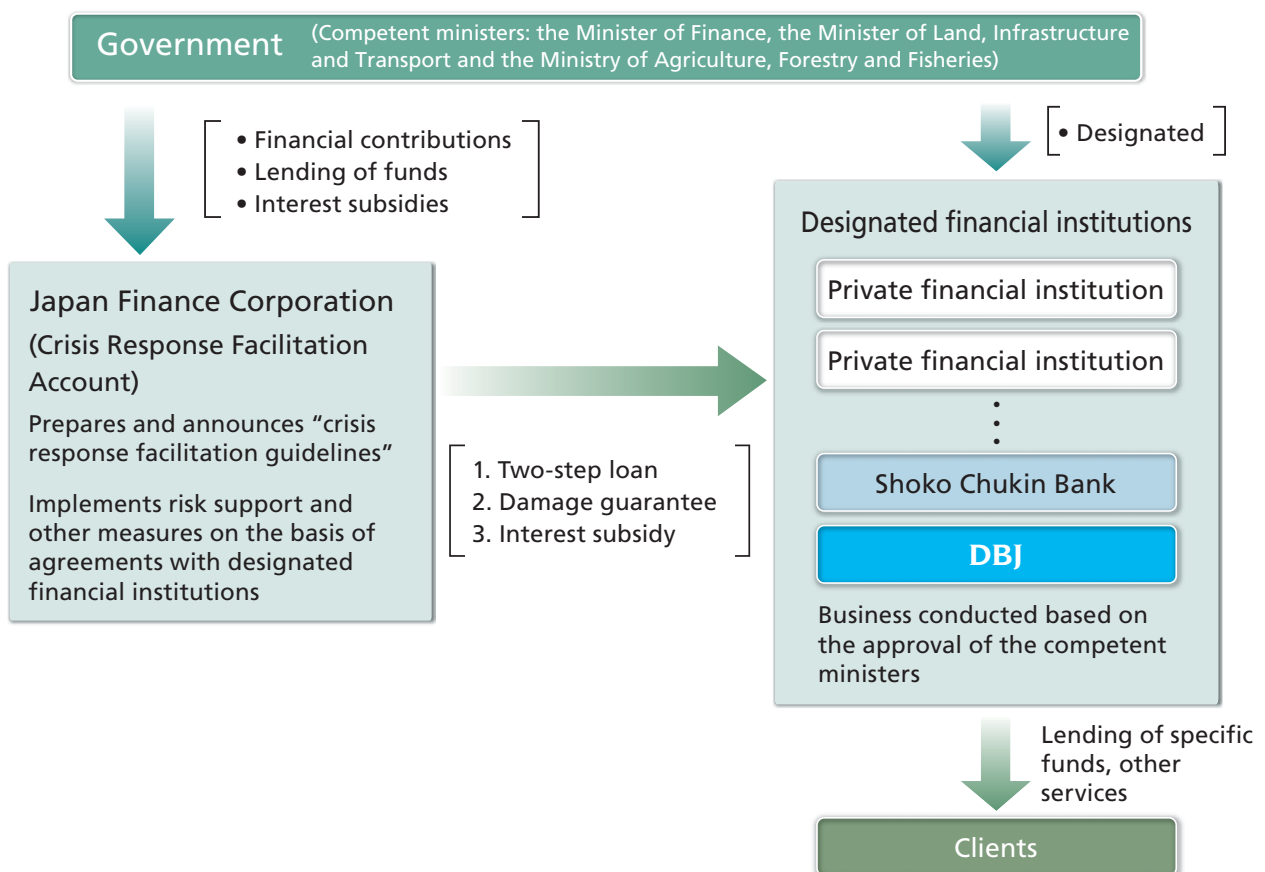 Government
(Competent ministers: the Minister of Finance, the Minister of Land, Infrastructure
and Transport and the Ministry of Agriculture, Forestry and Fisheries)
• Financial contributions
• Lending of funds
• Interest subsidies
• Designated
Japan Finance Corporation
(Crisis Response Facilitation
Account)
Prepares and announces “crisis
response facilitation guidelines”
Implements risk support and
other measures on the basis of
agreements with designated
financial institutions
1. Two-step loan
2. Damage guarantee
3. Interest subsidy
Designated financial institutions
Private financial institution
Private financial institution
Shoko Chukin Bank
DBJ
Business conducted based on
the approval of the competent
ministers
Lending of specific
funds, other
services
Clients